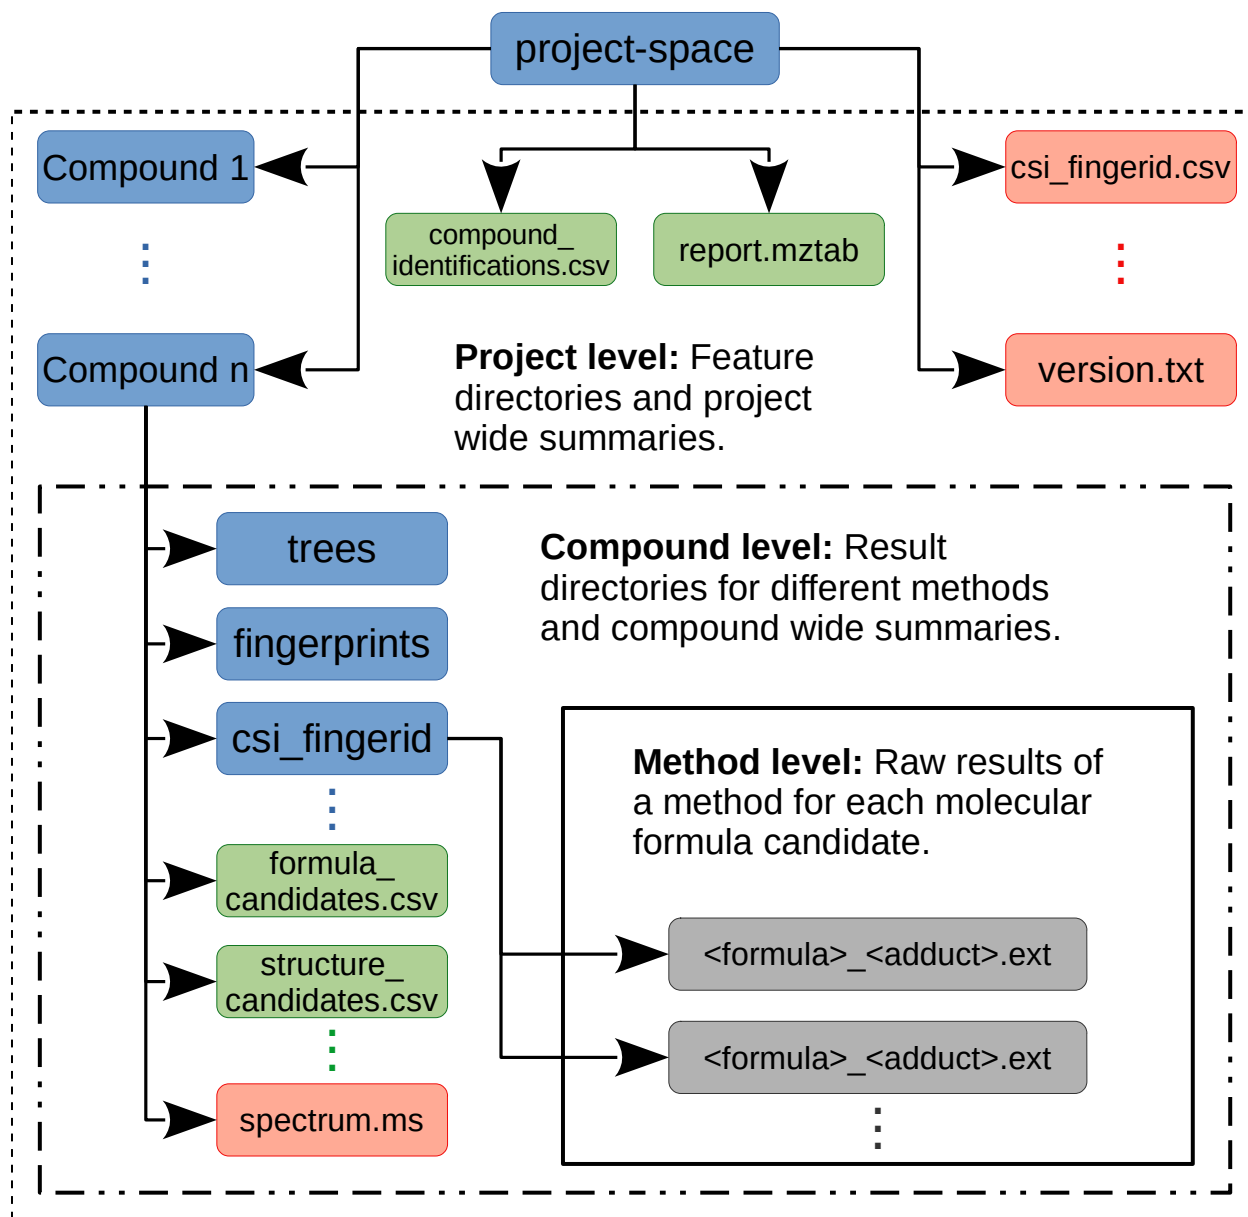 project-space
Compound 1
csi_fingerid.csv
compound_
identifications.csv
report.mztab
Compound n
Project level: Feature
directories and project
wide summaries.
version.txt
trees
Compound level: Result
directories for different methods
and compound wide summaries.
fingerprints
csi_fingerid
Method level: Raw results of
a method for each molecular
formula candidate.
formula_
candidates.csv
structure_
candidates.csv
<formula>_<adduct>.ext
<formula>_<adduct>.ext
spectrum.ms